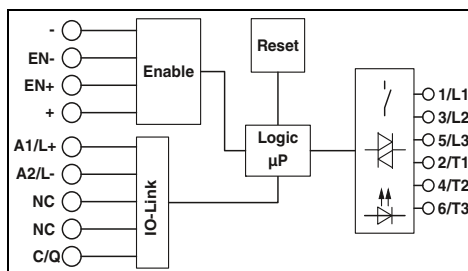 -
EN-
EN+
+
A1/L+
A2/L-
NC
NC
C/Q
Enable
IO-Link
Reset
Logic
µP
1/L1
3/L2
5/L3
2/T1
4/T2
6/T3